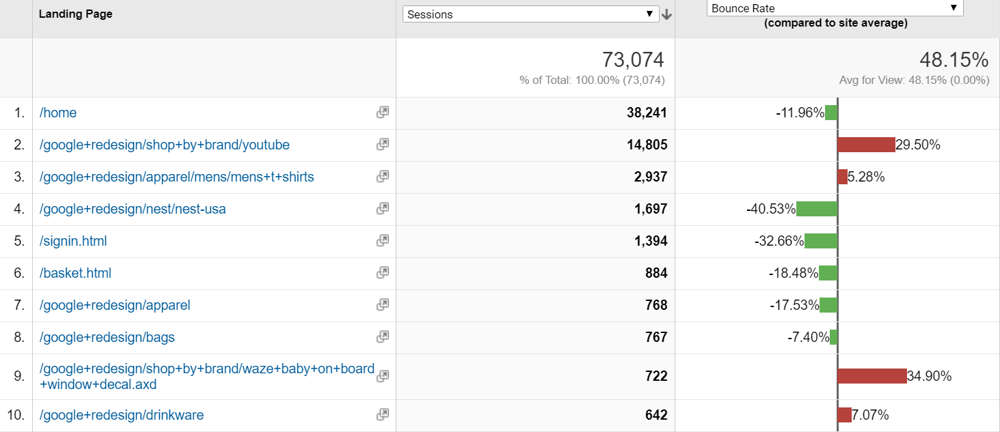 Landing Page
Sessions
Bounce Rate
(compared to site average)
73,074
% of Total: 100.00% (73,074)
48.15%
Avg for View: 48.15% (0.00%)
1. /home 38,241 -11.96%
2. /google+redesign/shop+by+brand/youtube 14,805 29.50%
3. /google+redesign/apparel/mens/mens+t+shirts 2,937 5.28%
4. /google+redesign/nest/nest-usa 1,697 -40.53%
5. /signin.html 1,394 -32.66%
6. /basket.html 884 -18.48%
7. /google+redesign/apparel 768 -17.53%
8. /google+redesign/bags 767 -7.40%
9. /google+redesign/shop+by+brand/waze+baby+on+board
+window+decal.axd 722 34.90%
10. /google+redesign/drinkware 642 7.07%